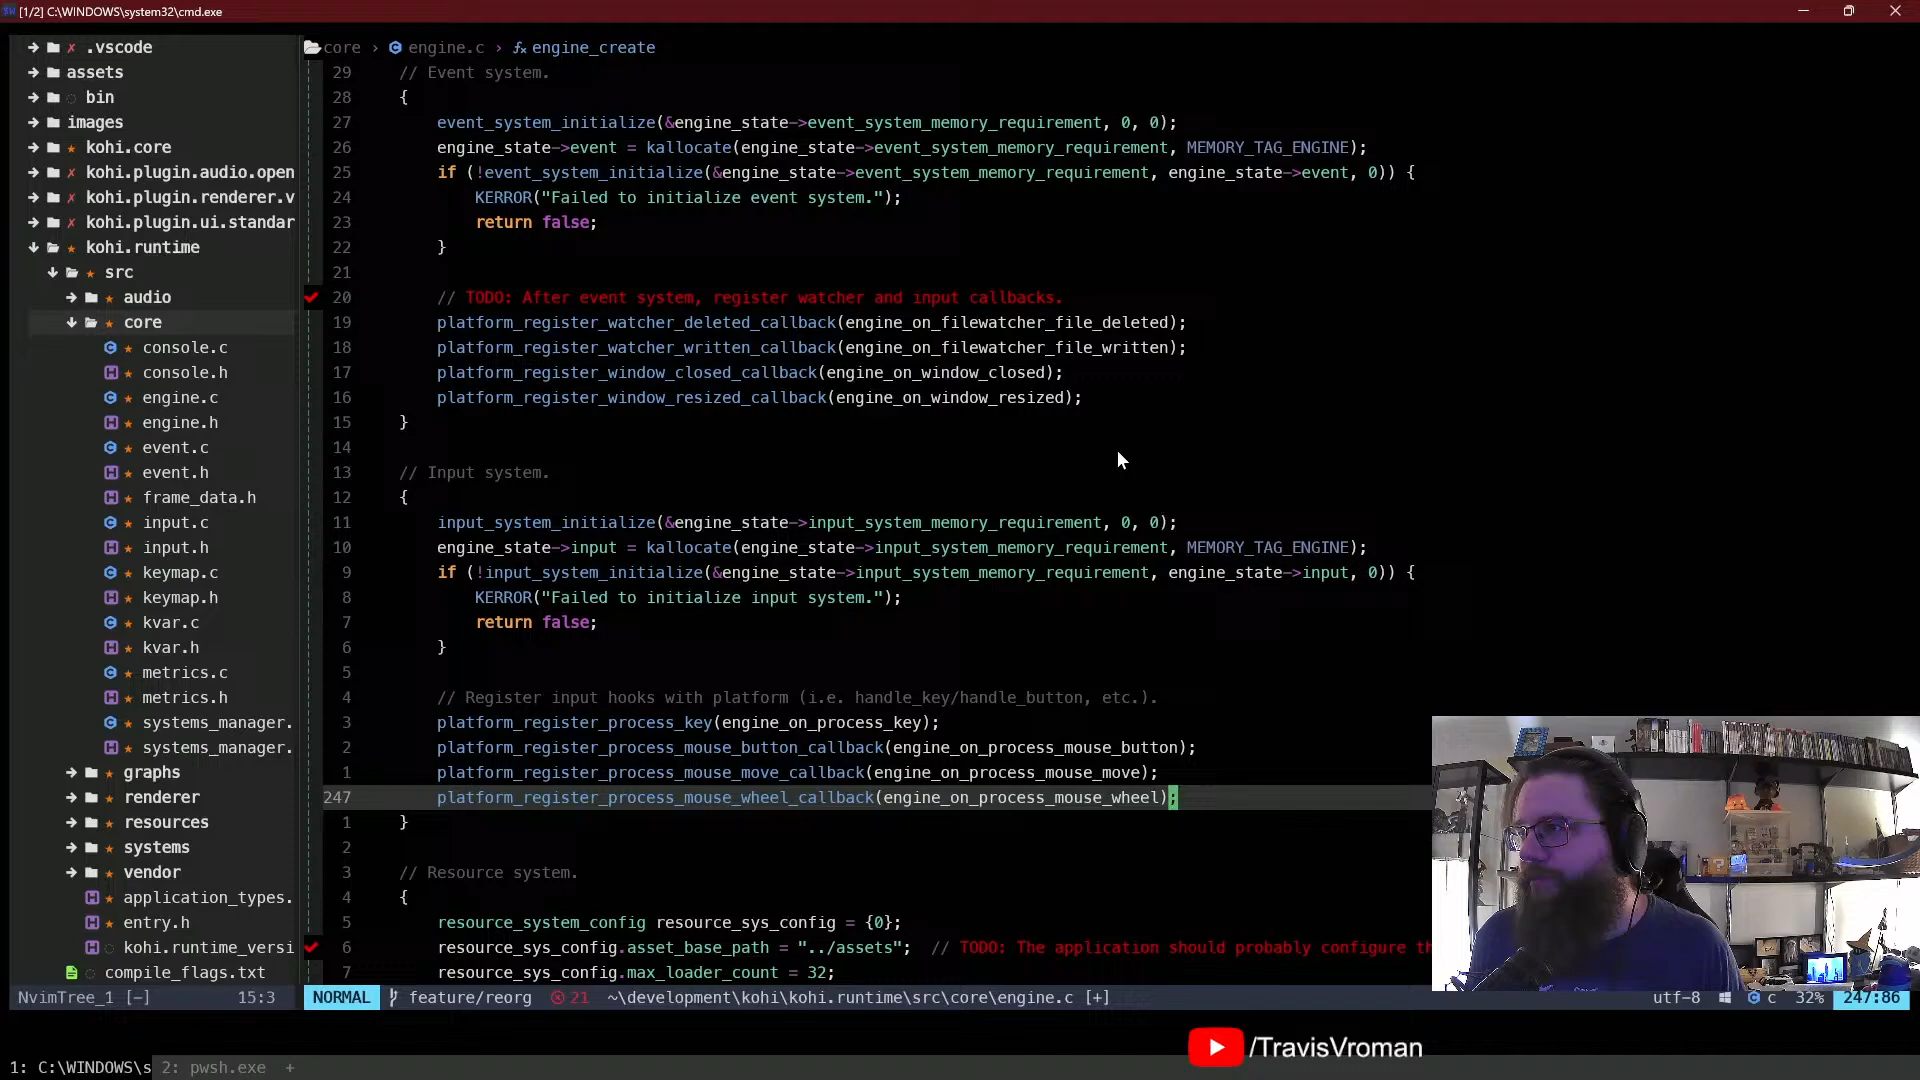 [1/2] C:\WINDOWS\system32\cmd.exe
.vscode
assets
bin
images
kohi.core
kohi.plugin.audio.open
kohi.plugin.renderer.v
kohi.plugin.ui.standar
kohi.runtime
src
audio
core
console.c
console.h
engine.c
engine.h
event.c
event.h
frame_data.h
input.c
input.h
keymap.c
keymap.h
kvar.c
kvar.h
metrics.c
metrics.h
systems_manager.
systems_manager.
graphs
renderer
resources
systems
vendor
application_types.
entry.h
kohi.runtime_versi
compile_flags.txt
NvimTree_1 [-] 15:3
core > engine.c > engine_create
29 // Event system.
28 {
27 event_system_initialize(&engine_state->event_system_memory_requirement, 0, 0);
26 engine_state->event = kallocate(engine_state->event_system_memory_requirement, MEMORY_TAG_ENGINE);
25 if (!event_system_initialize(&engine_state->event_system_memory_requirement, engine_state->event, 0)) {
24 KERROR("Failed to initialize event system.");
23 return false;
22 }
21
20 // TODO: After event system, register watcher and input callbacks.
19 platform_register_watcher_deleted_callback(engine_on_filewatcher_file_deleted);
18 platform_register_watcher_written_callback(engine_on_filewatcher_file_written);
17 platform_register_window_closed_callback(engine_on_window_closed);
16 platform_register_window_resized_callback(engine_on_window_resized);
15 }
14
13 // Input system.
12 {
11 input_system_initialize(&engine_state->input_system_memory_requirement, 0, 0);
10 engine_state->input = kallocate(engine_state->input_system_memory_requirement, MEMORY_TAG_ENGINE);
9 if (!input_system_initialize(&engine_state->input_system_memory_requirement, engine_state->input, 0)) {
8 KERROR("Failed to initialize input system.");
7 return false;
6 }
5
4 // Register input hooks with platform (i.e. handle_key/handle_button, etc.).
3 platform_register_process_key(engine_on_process_key);
2 platform_register_process_mouse_button_callback(engine_on_process_mouse_button);
1 platform_register_process_mouse_move_callback(engine_on_process_mouse_move);
247 platform_register_process_mouse_wheel_callback(engine_on_process_mouse_wheel);
1 }
2
3 // Resource system.
4 {
5 resource_system_config resource_sys_config = {0};
6 resource_sys_config.asset_base_path = "../assets"; // TODO: The application should probably configure th
7 resource_sys_config.max_loader_count = 32;
NORMAL feature/reorg 21 ~\development\kohi\kohi.runtime\src\core\engine.c [+] utf-8 c 32% 247:86
/TravisVroman
1: C:\WINDOWS\s 2: pwsh.exe +